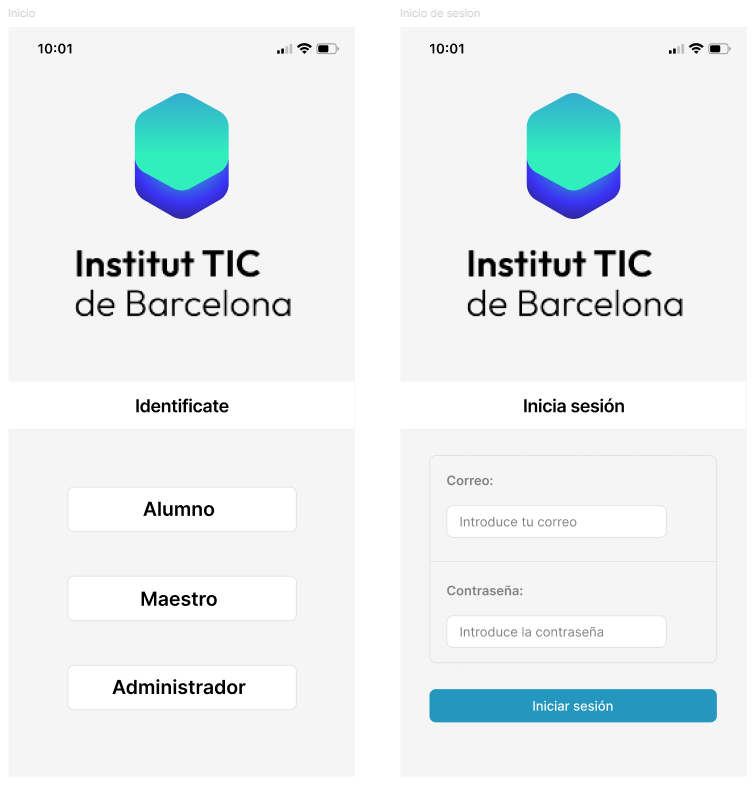 Inicio
10:01
Institut TIC
de Barcelona
Identificate
Alumno
Maestro
Administrador
Inicio de sesion
10:01
Institut TIC
de Barcelona
Inicia sesión
Correo:
Introduce tu correo
Contraseña:
Introduce la contraseña
Iniciar sesión